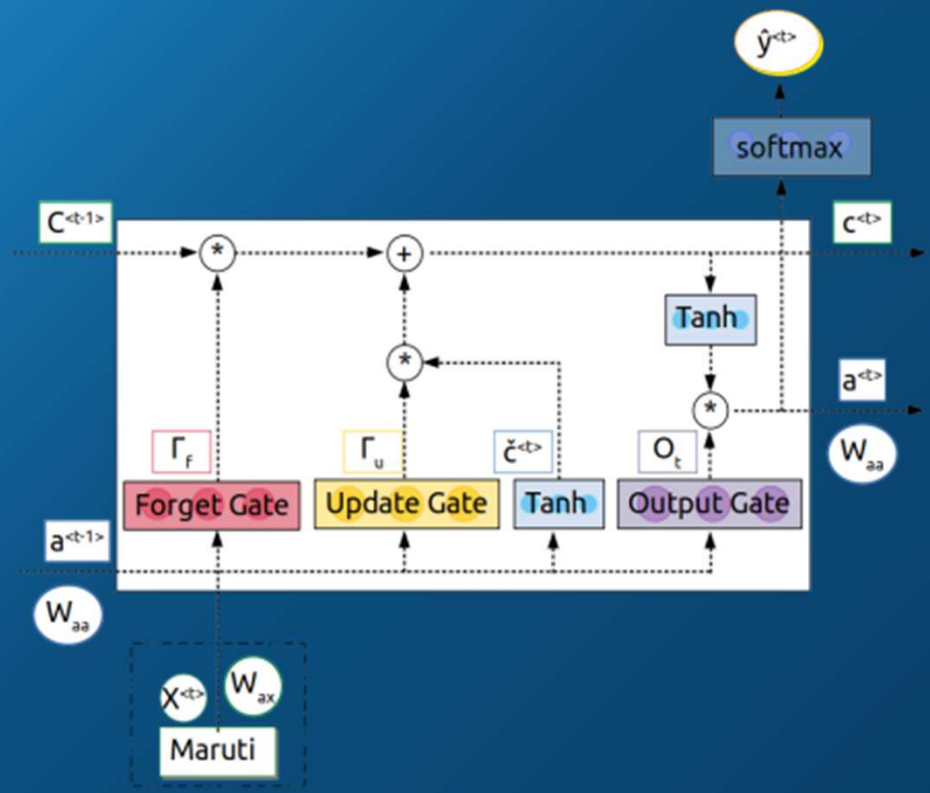 ŷ<t>
softmax
C<t-1>
c<t>
*
+
Tanh
*
a<t>
*
Γf
Γu
č<t>
Ot
Waa
Forget Gate
Update Gate
Tanh
Output Gate
a<t-1>
Waa
X<t>
Wax
Maruti